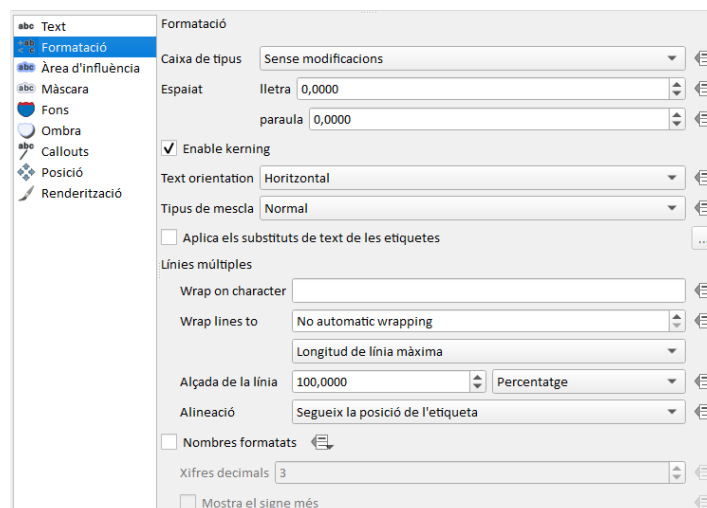 abc Text
Formatació
abc Àrea d'influència
abc Màscara
Fons
Ombra
abc Callouts
Posició
Renderització
Formatació
Caixa de tipus Sense modificacions
Espaiat lletra 0,0000
paraula 0,0000
Enable kerning
Text orientation Horitzontal
Tipus de mescla Normal
Aplica els substituts de text de les etiquetes ...
Línies múltiples
Wrap on character
Wrap lines to No automatic wrapping
Longitud de línia màxima
Alçada de la línia 100,0000 Percentatge
Alineació Segueix la posició de l'etiqueta
Nombres formatats
Xifres decimals 3
Mostra el signe més